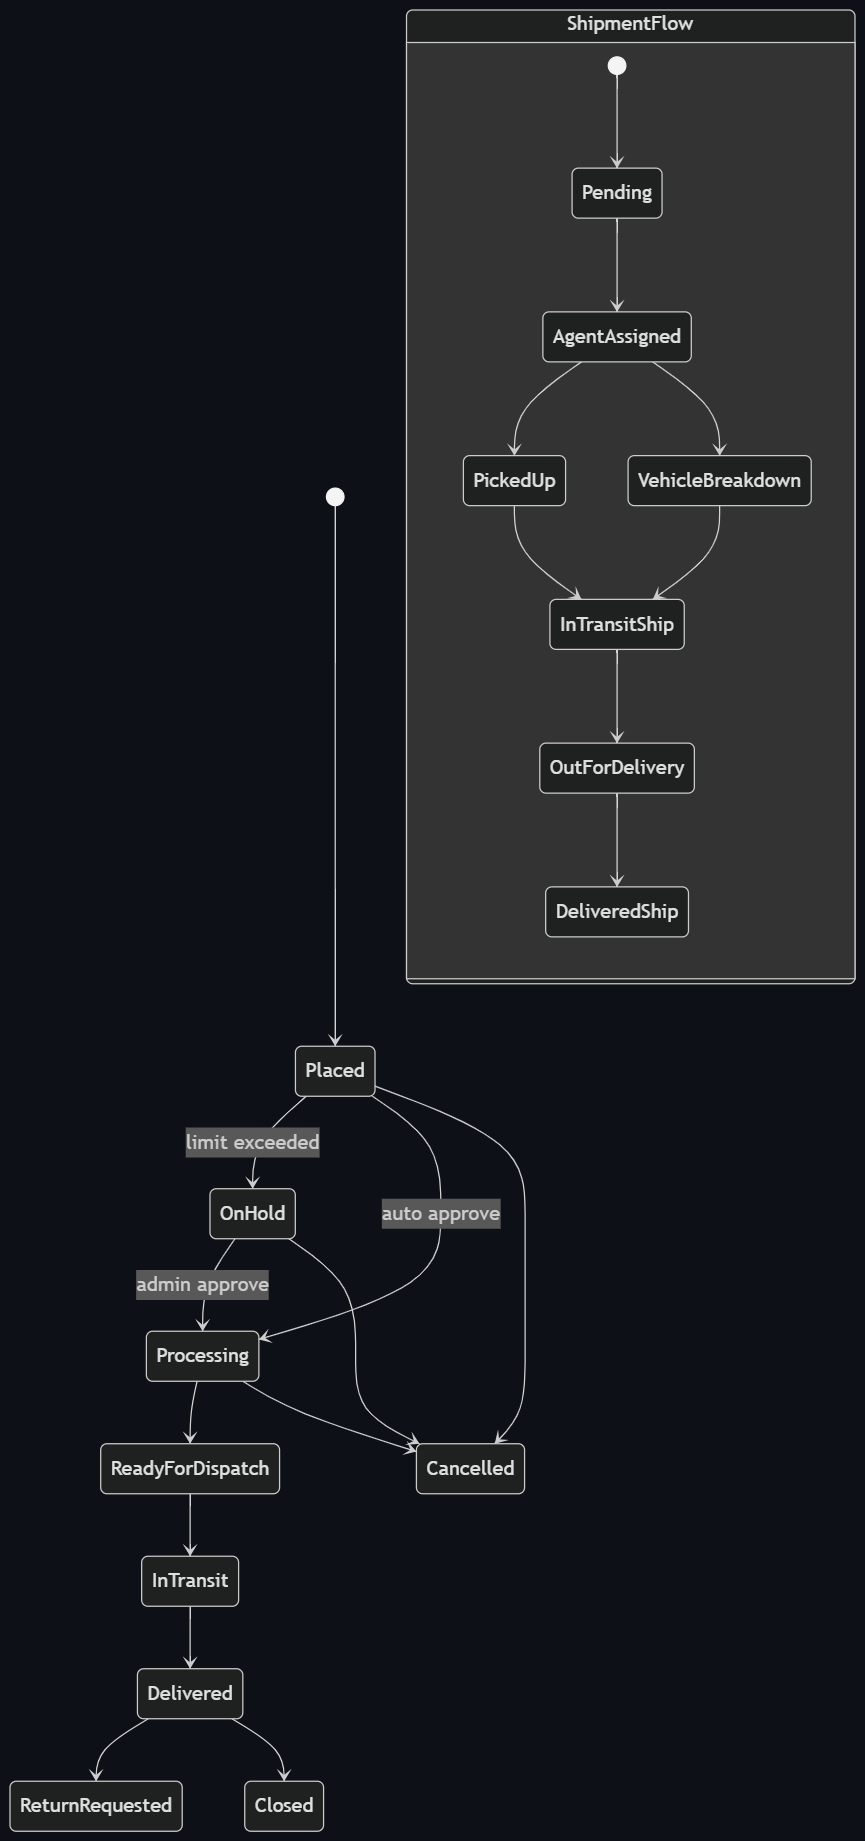 ShipmentFlow
Pending
AgentAssigned
PickedUp
VehicleBreakdown
InTransitShip
OutForDelivery
DeliveredShip
Placed
limit exceeded
OnHold
auto approve
admin approve
Processing
ReadyForDispatch
Cancelled
InTransit
Delivered
ReturnRequested
Closed